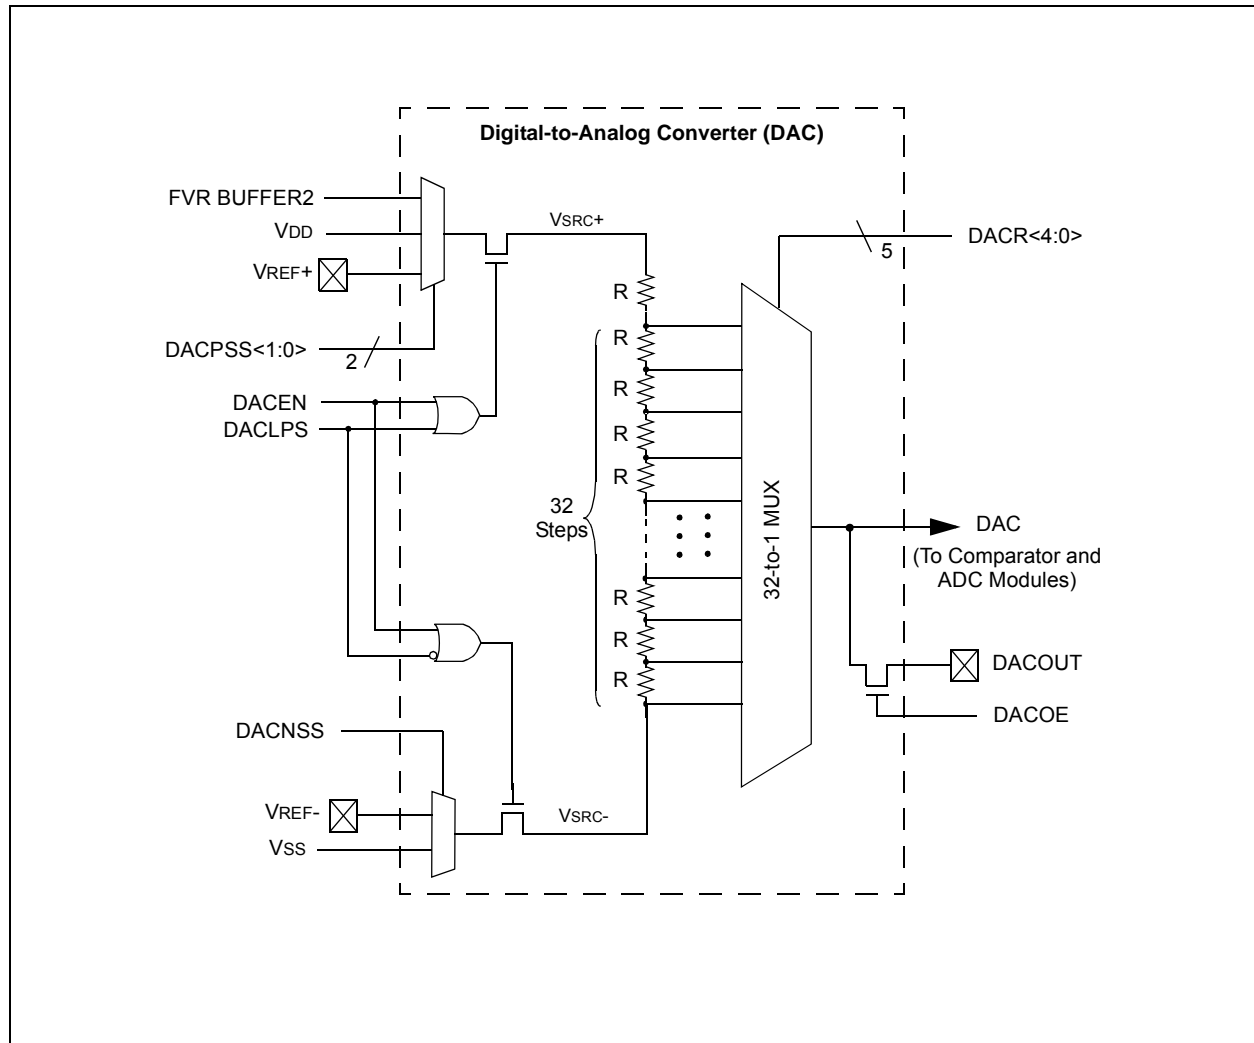 Digital-to-Analog Converter (DAC)
FVR BUFFER2
VDD
VREF+
VSRC+
DACR<4:0>
5
R
R
DACPSS<1:0>
2
R
DACEN
DACLPS
R
R
32
Steps
32-to-1 MUX
DAC
(To Comparator and
ADC Modules)
R
R
R
DACOUT
DACOE
DACNSS
VREF-
VSRC-
VSS